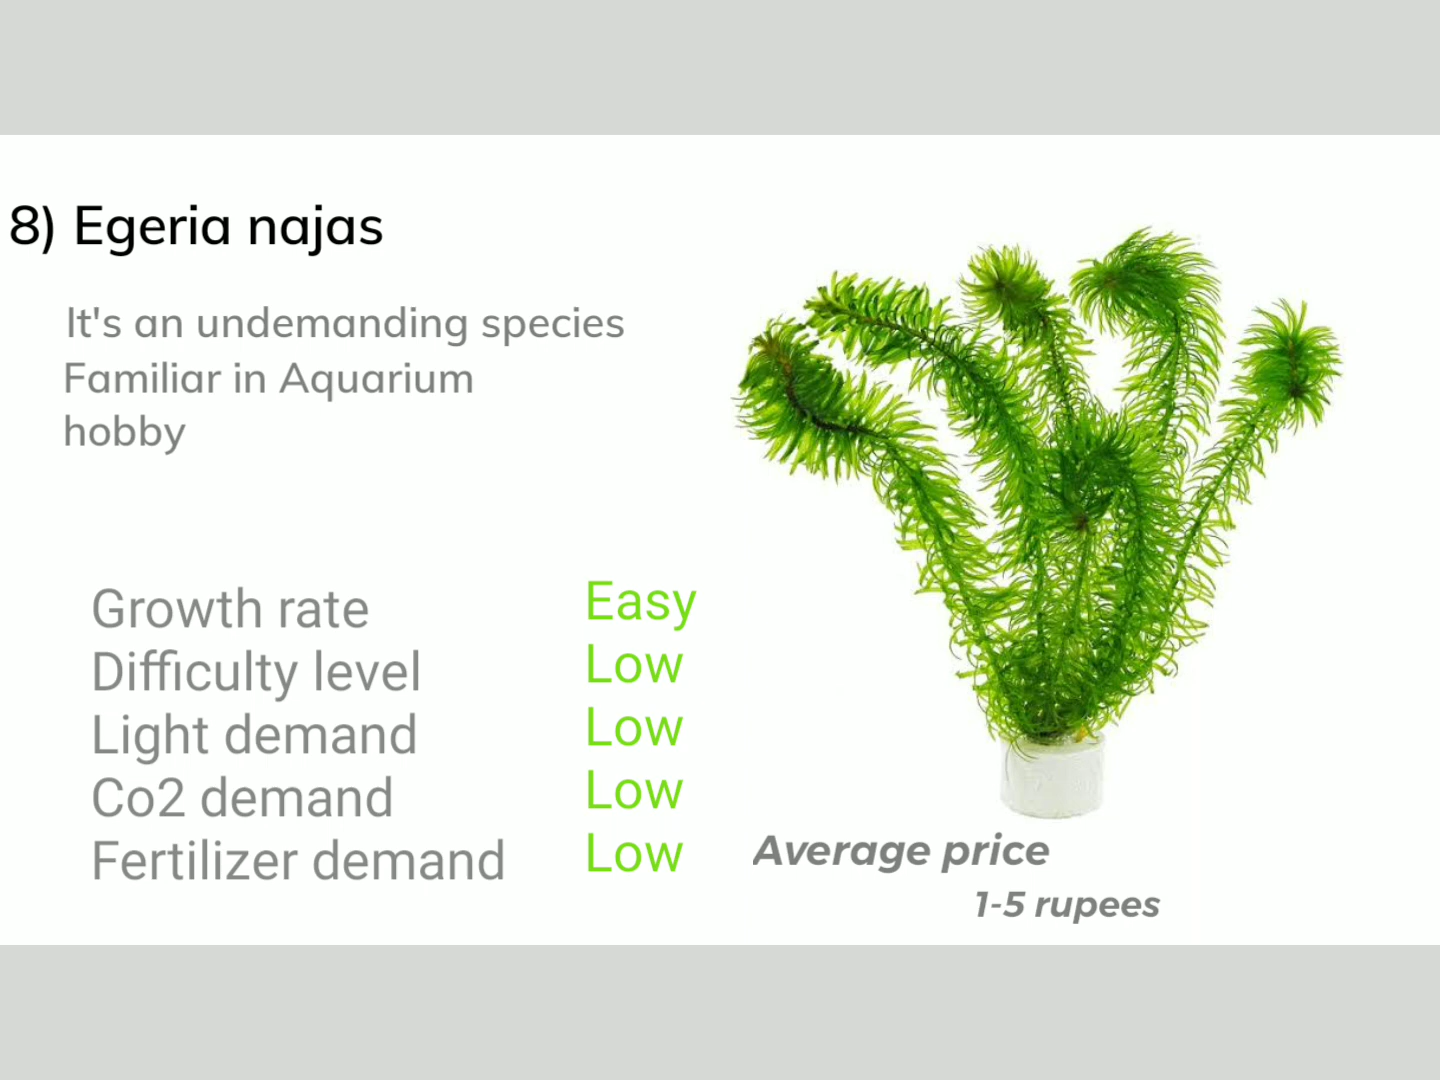 8) Egeria najas
It's an undemanding species
Familiar in Aquarium
hobby
Growth rate Easy
Difficulty level Low
Light demand Low
Co2 demand Low
Fertilizer demand Low
Average price
1-5 rupees